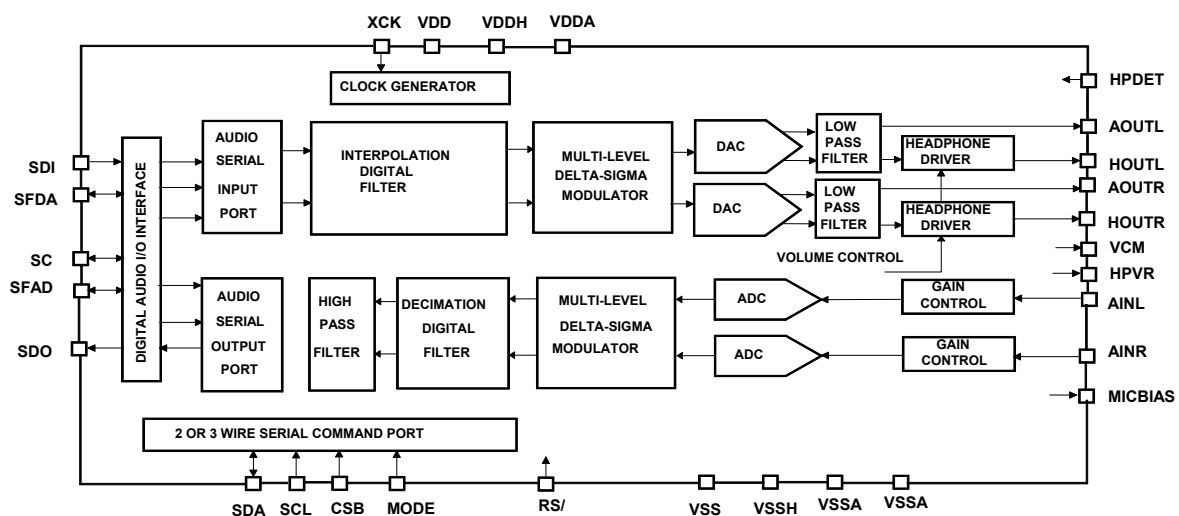 XCK VDD VDDH VDDA
CLOCK GENERATOR
HPDET
AOUTL
HOUTL
AOUTR
HOUTR
VCM
HPVR
AINL
AINR
MICBIAS
SDI
SFDA
SC
SFAD
SDO
DIGITAL AUDIO I/O INTERFACE
AUDIO
SERIAL
INPUT
PORT
INTERPOLATION
DIGITAL
FILTER
MULTI-LEVEL
DELTA-SIGMA
MODULATOR
DAC
DAC
LOW
PASS
FILTER
LOW
PASS
FILTER
HEADPHONE
DRIVER
HEADPHONE
DRIVER
VOLUME CONTROL
AUDIO
SERIAL
OUTPUT
PORT
HIGH
PASS
FILTER
DECIMATION
DIGITAL
FILTER
MULTI-LEVEL
DELTA-SIGMA
MODULATOR
ADC
ADC
GAIN
CONTROL
GAIN
CONTROL
2 OR 3 WIRE SERIAL COMMAND PORT
SDA SCL CSB MODE RS/ VSS VSSH VSSA VSSA